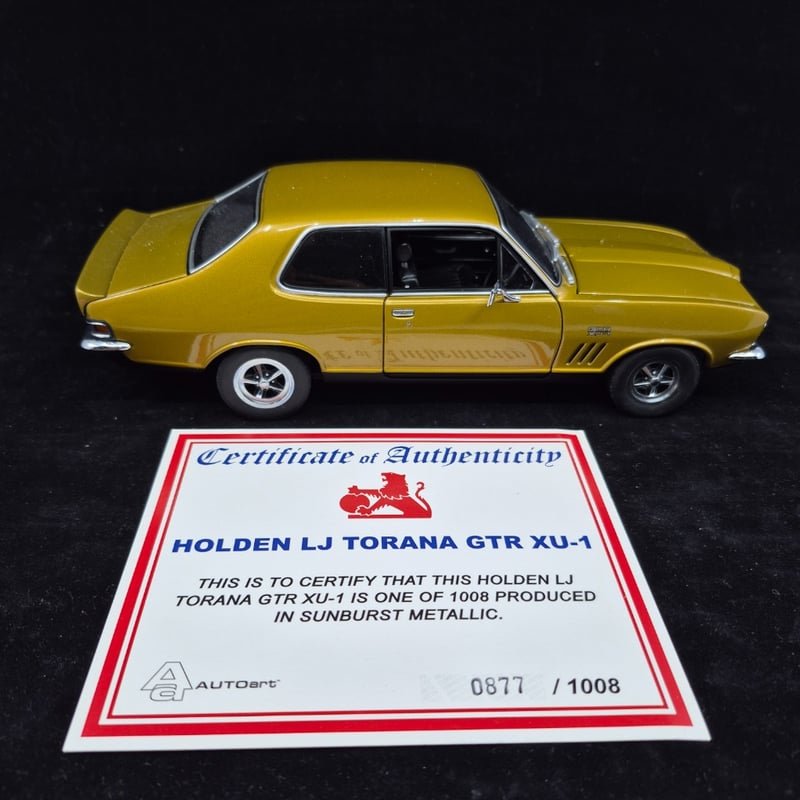 Certificate of Authenticity
HOLDEN LJ TORANA GTR XU-1
THIS IS TO CERTIFY THAT THIS HOLDEN LJ
TORANA GTR XU-1 IS ONE OF 1008 PRODUCED
IN SUNBURST METALLIC.
AUTOart™
0877 / 1008